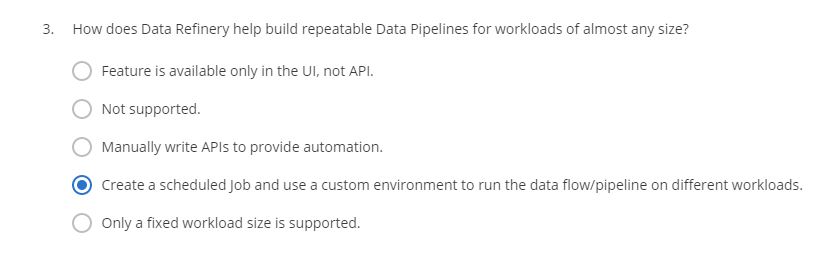 3. How does Data Refinery help build repeatable Data Pipelines for workloads of almost any size?
Feature is available only in the UI, not API.
Not supported.
Manually write APIs to provide automation.
Create a scheduled Job and use a custom environment to run the data flow/pipeline on different workloads.
Only a fixed workload size is supported.